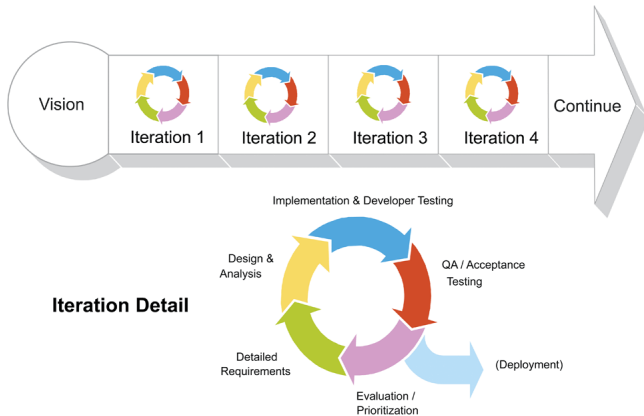 Vision
Iteration 1
Iteration 2
Iteration 3
Iteration 4
Continue
Iteration Detail
Implementation & Developer Testing
Design &
Analysis
QA / Acceptance
Testing
Detailed
Requirements
(Deployment)
Evaluation /
Prioritization